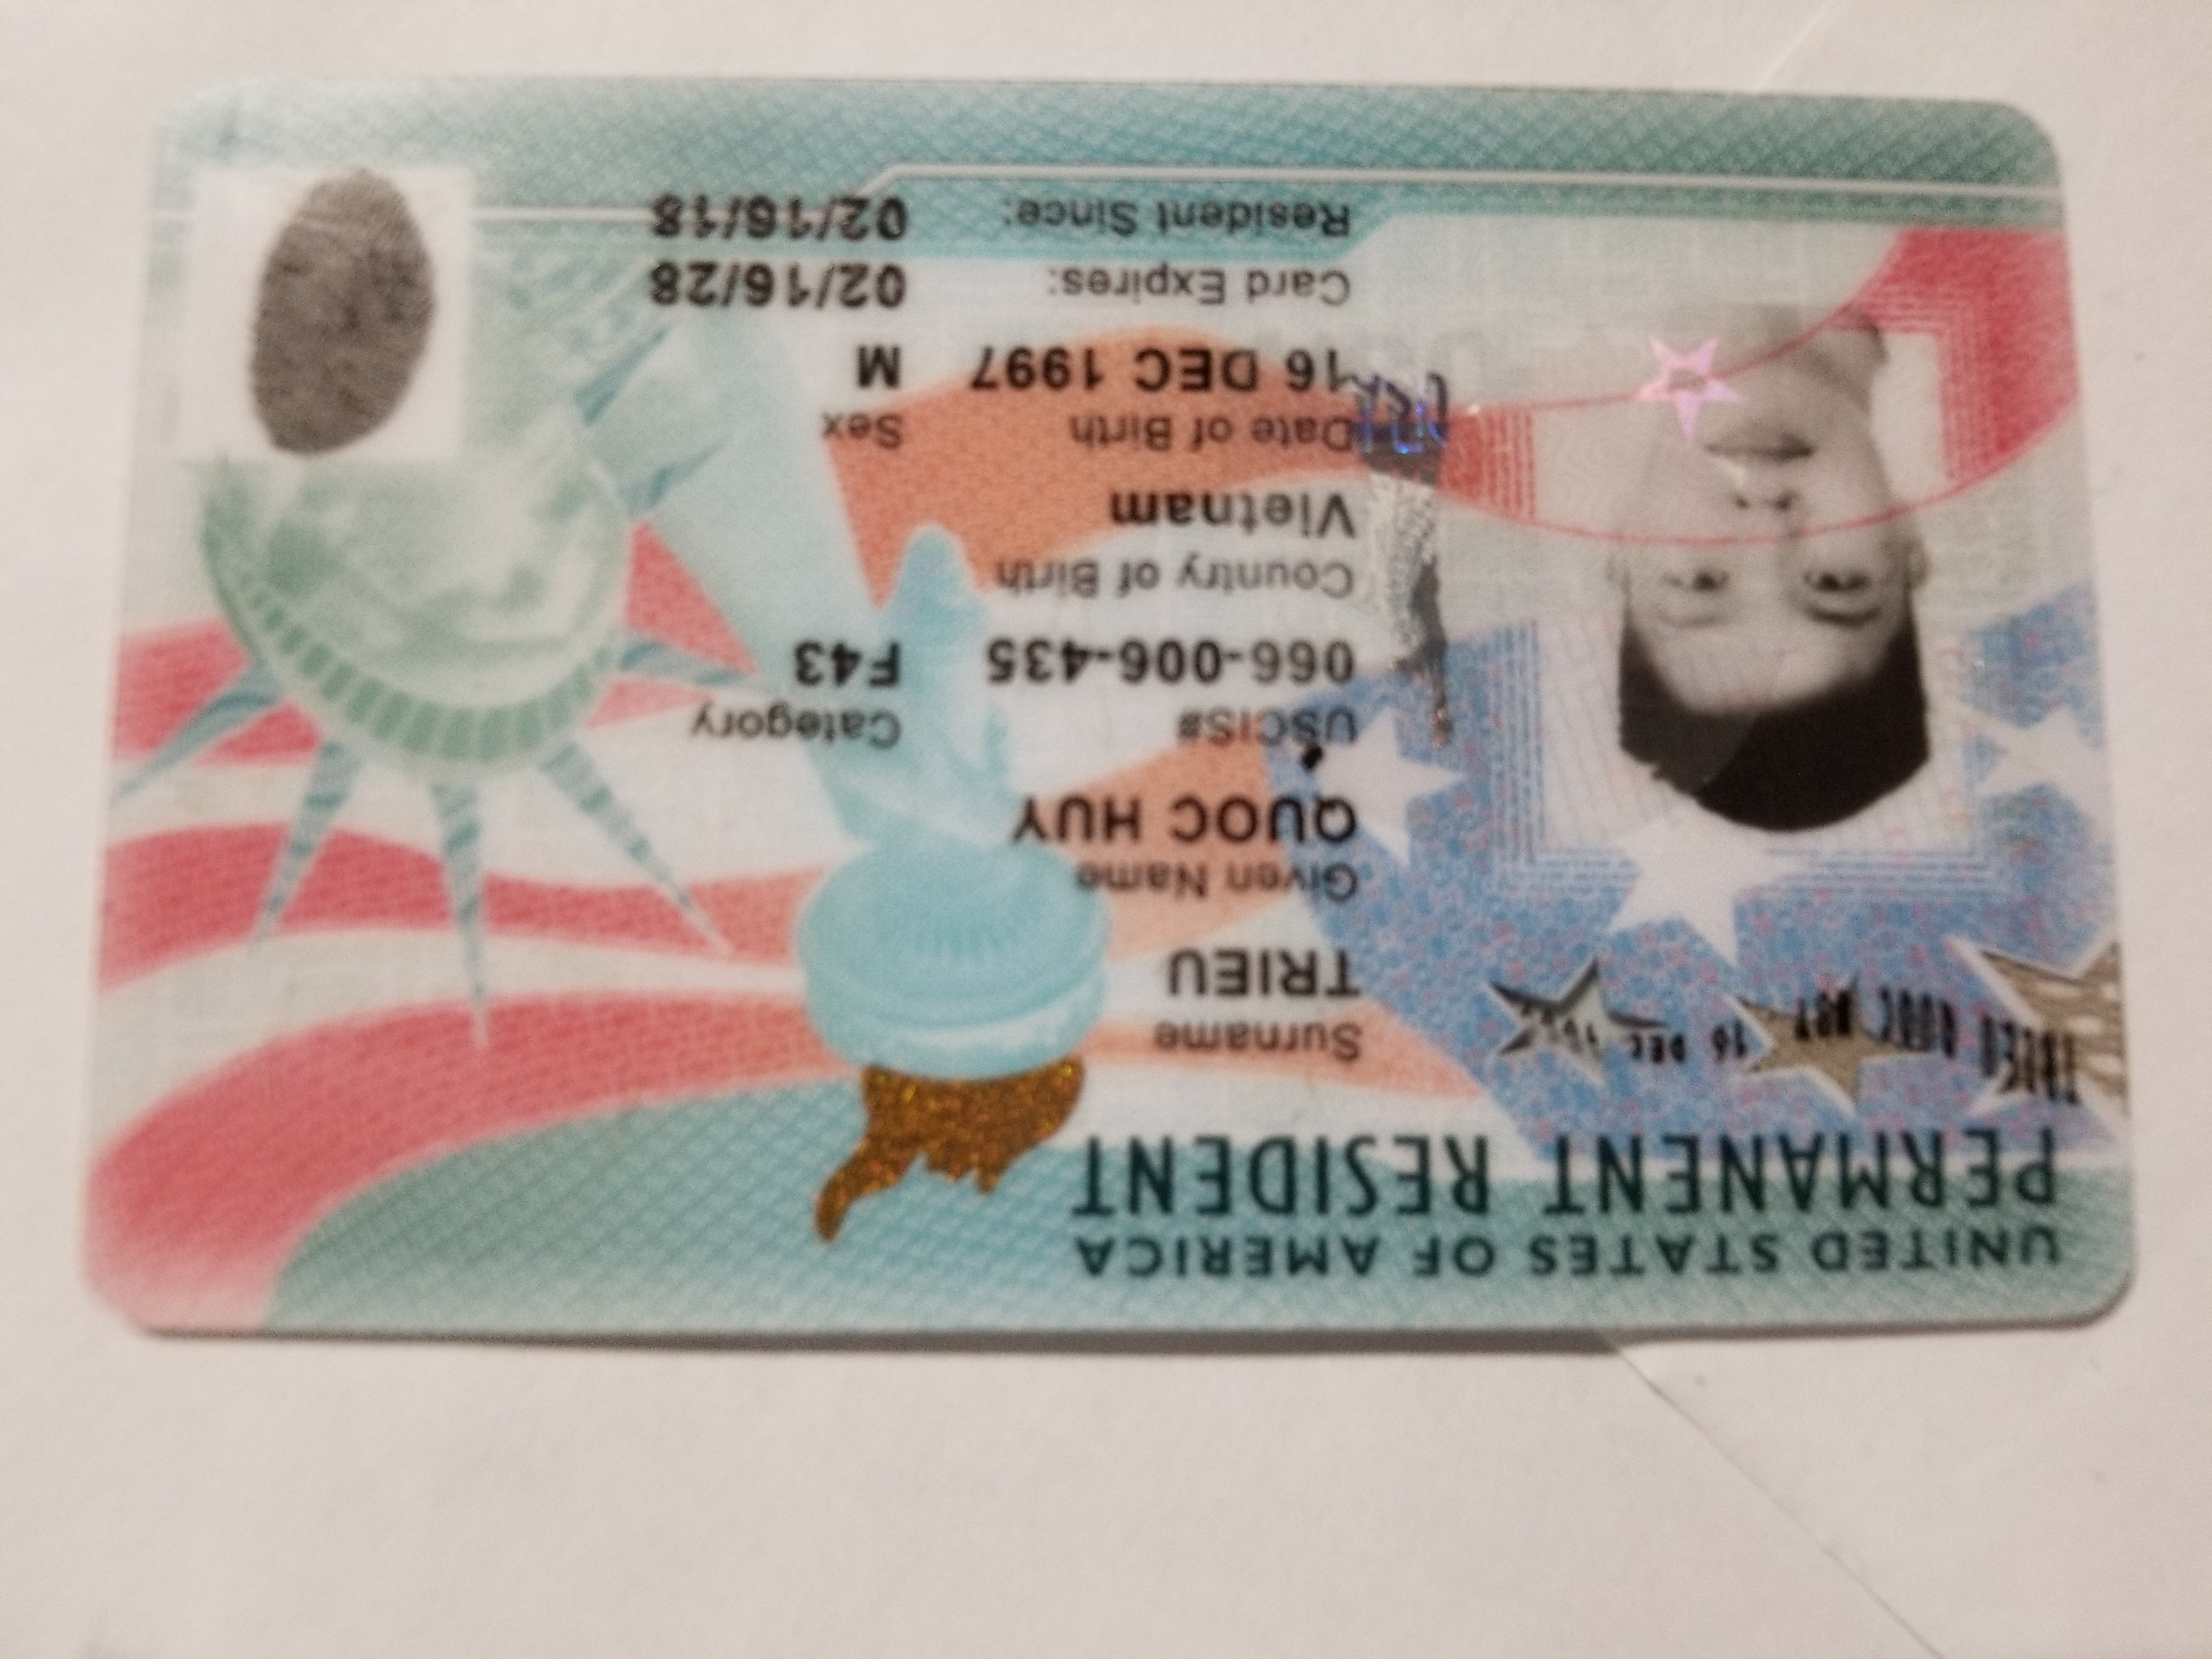 UNITED STATES OF AMERICA
PERMANENT RESIDENT
QUOC HUY 16 DEC
Surname
TRIEU
Given Name
QUOC HUY
USCIS#
Category
066-006-435
F43
Country of Birth
Vietnam
Date of Birth
Sex
16 DEC 1997
M
Card Expires: 02/16/28
Resident Since: 02/16/18